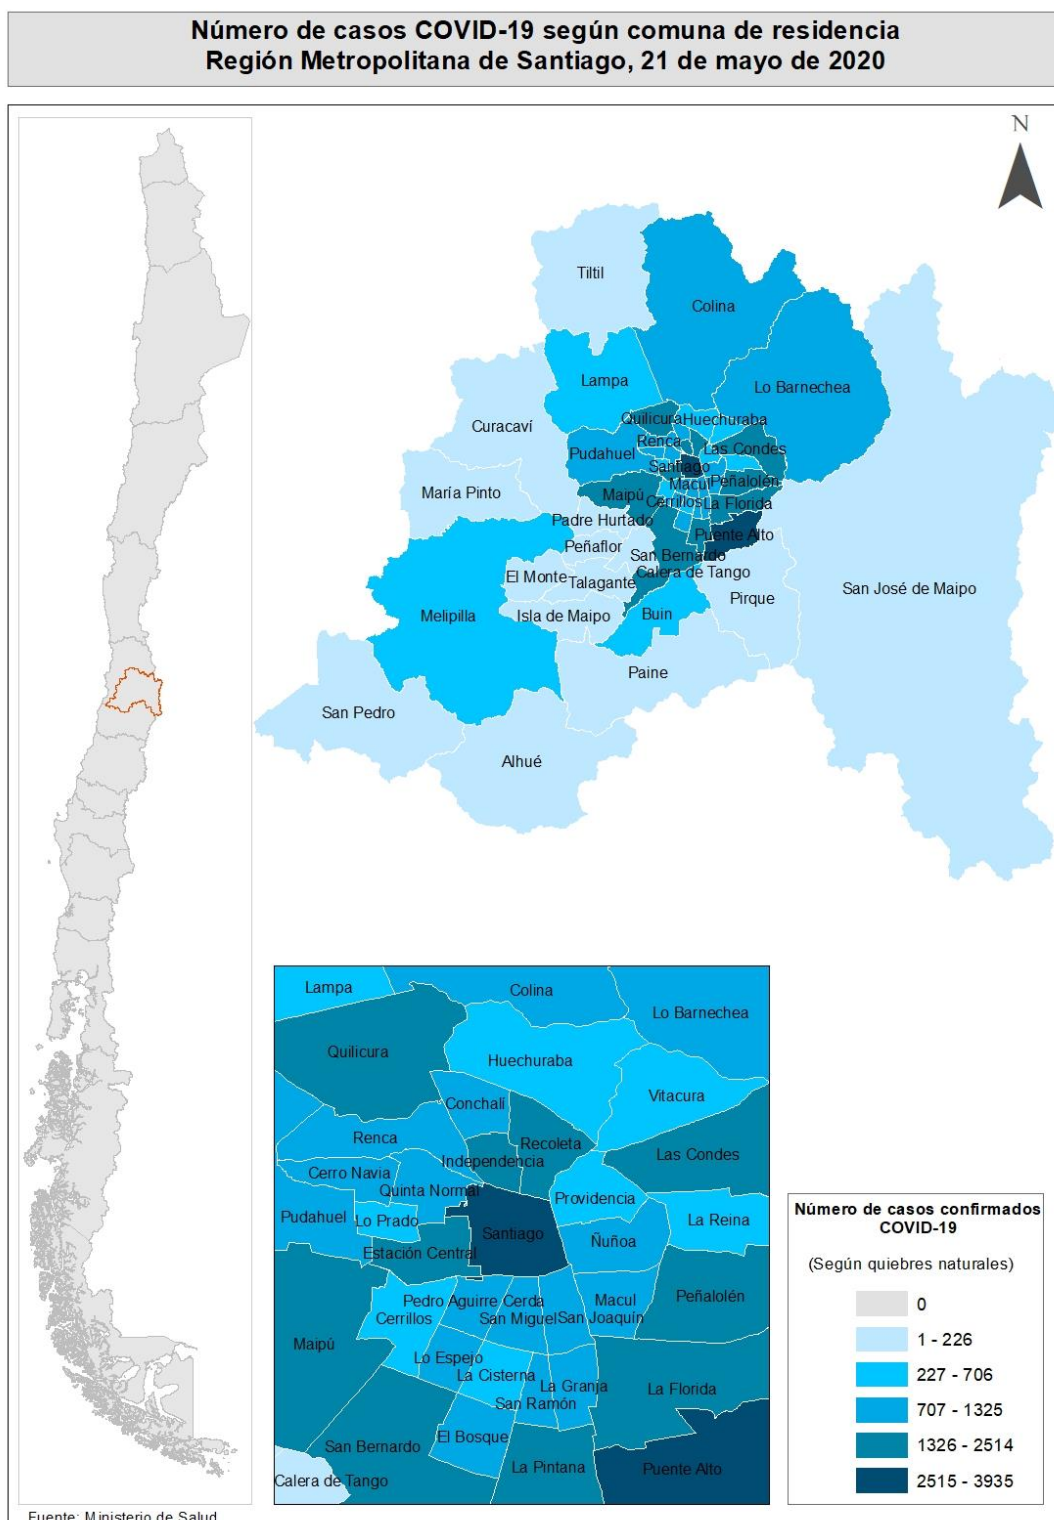 Número de casos COVID-19 según comuna de residencia
Región Metropolitana de Santiago, 21 de mayo de 2020
N
Tiltil
Colina
Lo Barnechea
Lampa
Curacaví
Quilicura
Huechuraba
Renca
Las Condes
Pudahuel
Santiago
Macul
Peñalolén
María Pinto
Maipú
Cerrillos
La Florida
Padre Hurtado
Puente Alto
Peñaflor
San Bernardo
El Monte
Talagante
Calera de Tango
San José de Maipo
Melipilla
Isla de Maipo
Buin
Pirque
Paine
San Pedro
Alhué
Lampa
Colina
Lo Barnechea
Quilicura
Huechuraba
Vitacura
Conchalí
Renca
Recoleta
Independencia
Las Condes
Cerro Navia
Quinta Normal
Providencia
Pudahuel
Lo Prado
Santiago
La Reina
Ñuñoa
Estación Central
Peñalolén
Pedro Aguirre Cerda
Macul
Cerrillos
San Miguel
San Joaquín
Maipú
Lo Espejo
La Cisterna
La Granja
La Florida
San Ramón
El Bosque
San Bernardo
La Pintana
Puente Alto
Calera de Tango
Número de casos confirmados
COVID-19
(Según quiebres naturales)
0
1 - 226
227 - 706
707 - 1325
1326 - 2514
2515 - 3935
Fuente: Ministerio de Salud